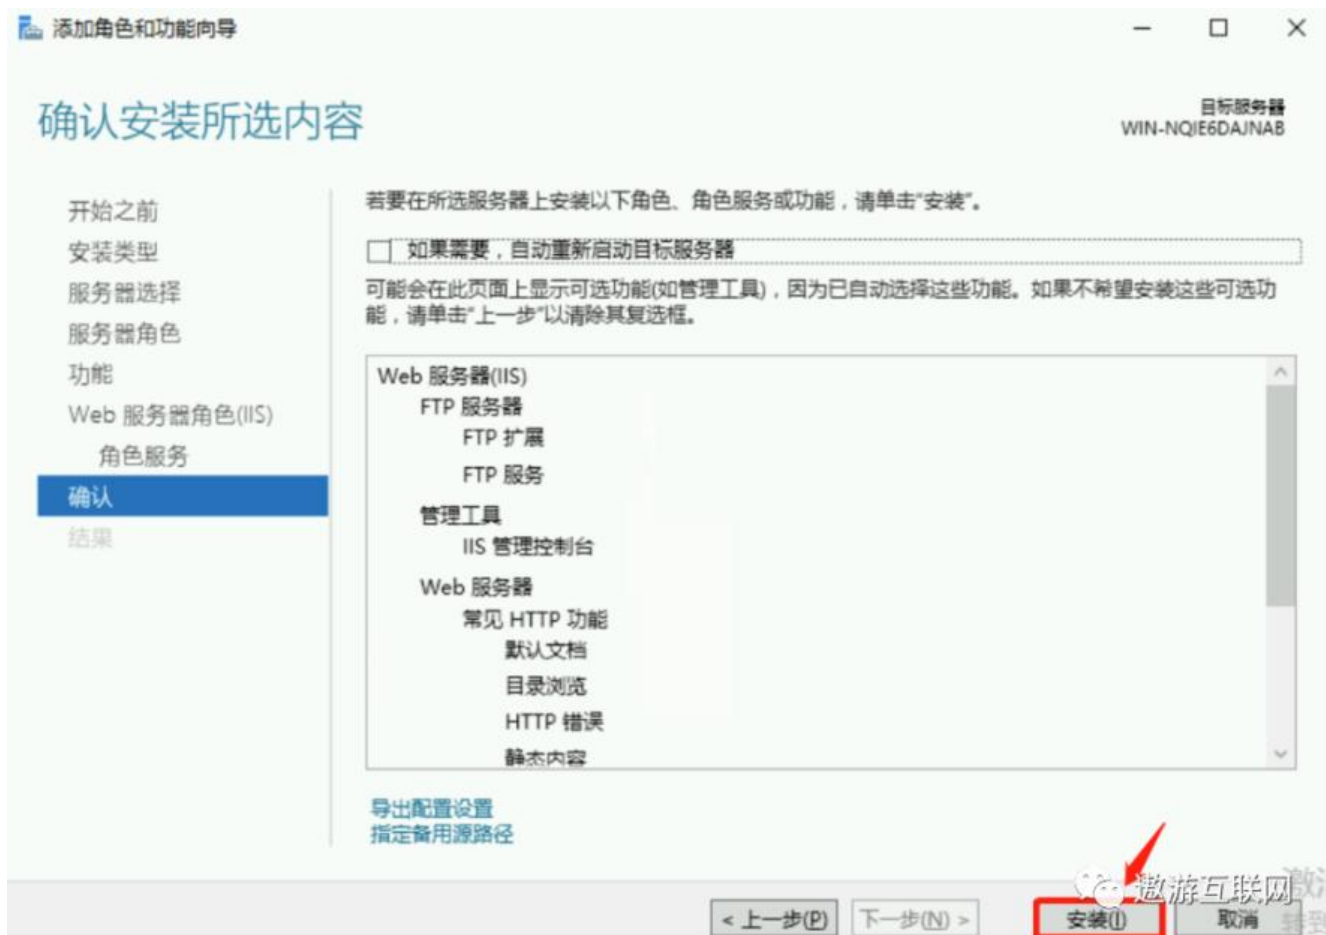 添加角色和功能向导
确认安装所选内容
目标服务器
WIN-NQIE6DAJNAB
开始之前
安装类型
服务器选择
服务器角色
功能
Web 服务器角色(IIS)
角色服务
确认
结果
若要在所选服务器上安装以下角色、角色服务或功能，请单击"安装"。
如果需要，自动重新启动目标服务器
可能会在此页面上显示可选功能(如管理工具)，因为已自动选择这些功能。如果不希望安装这些可选功
能，请单击"上一步"以清除其复选框。
Web 服务器(IIS)
FTP 服务器
FTP 扩展
FTP 服务
管理工具
IIS 管理控制台
Web 服务器
常见 HTTP 功能
默认文档
目录浏览
HTTP 错误
静态内容
导出配置设置
指定备用源路径
遨游互联网
激
转到
< 上一步(P)
下一步(N) >
安装(I)
取消